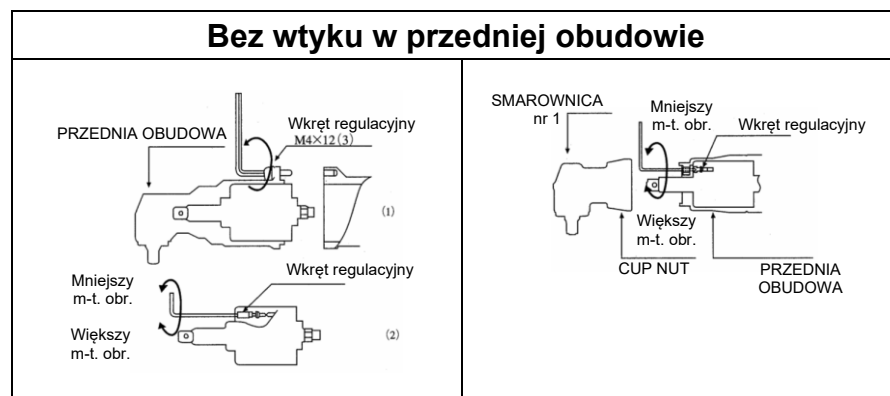 Bez wtyku w przedniej obudowie
PRZEDNIA OBUDOWA
Wkręt regulacyjny
M4×12(3)
(1)
Mniejszy
m-t. obr.
Wkręt regulacyjny
Większy
m-t. obr.
(2)
SMAROWNICA
nr 1
Mniejszy
m-t. obr.
Wkręt regulacyjny
Większy
m-t. obr.
CUP NUT
PRZEDNIA
OBUDOWA